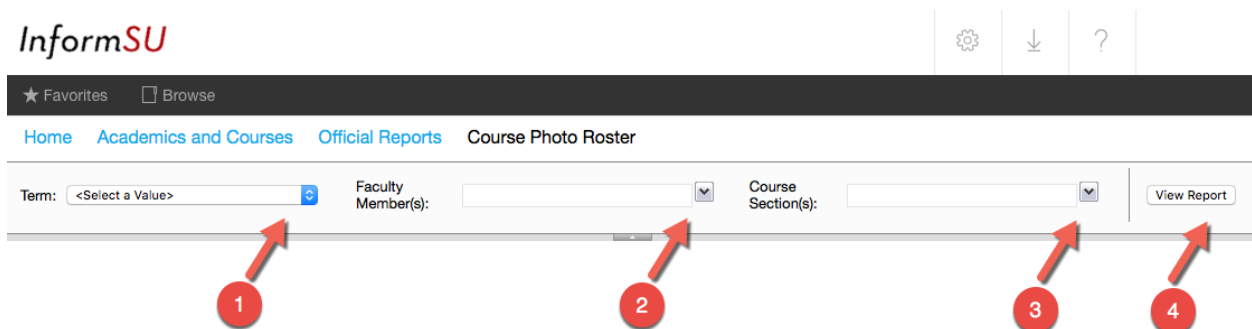 InformSU
?
Favorites Browse
Home Academics and Courses Official Reports Course Photo Roster
Term: <Select a Value> Faculty Member(s): Course Section(s): View Report
1 2 3 4